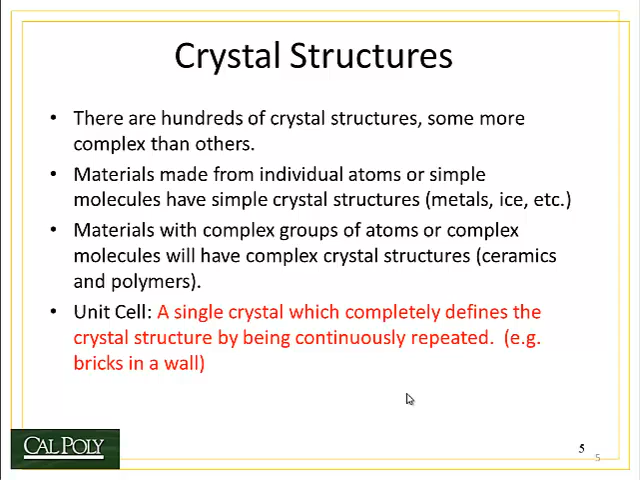 Crystal Structures
• There are hundreds of crystal structures, some more
complex than others.
• Materials made from individual atoms or simple
molecules have simple crystal structures (metals, ice, etc.)
• Materials with complex groups of atoms or complex
molecules will have complex crystal structures (ceramics
and polymers).
• Unit Cell: A single crystal which completely defines the
crystal structure by being continuously repeated. (e.g.
bricks in a wall)
CAL POLY
5
5